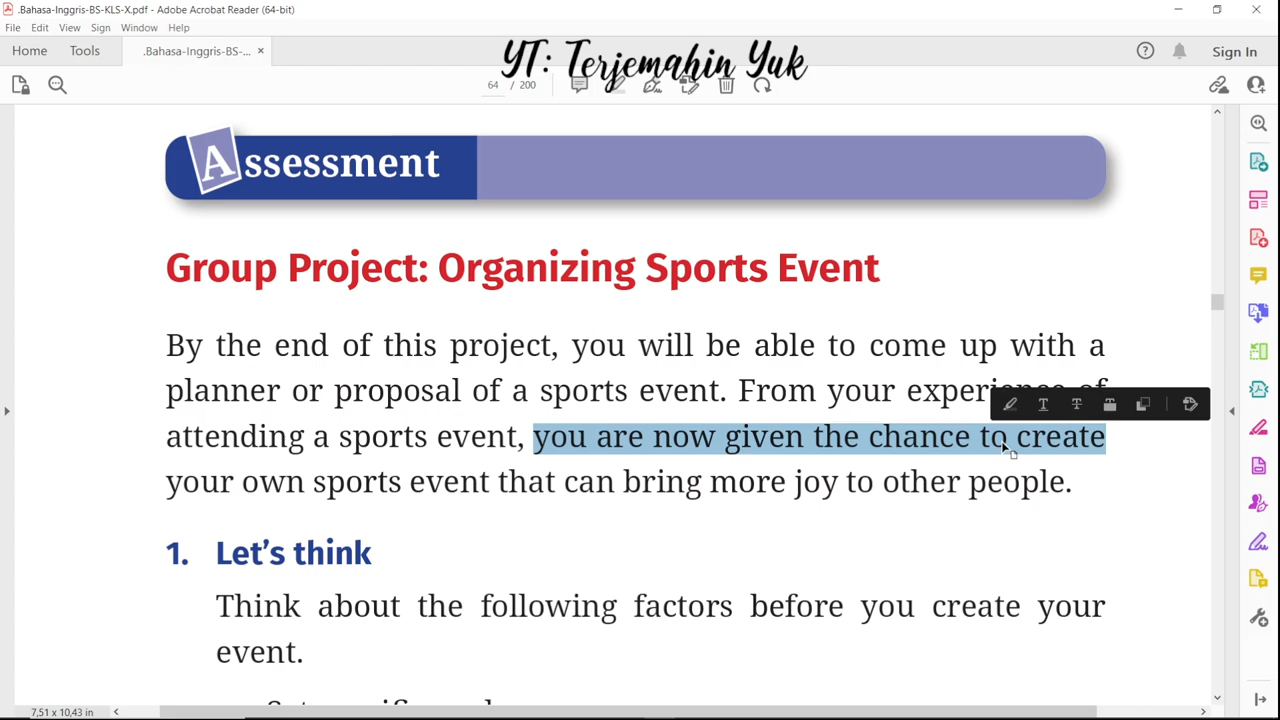 .Bahasa-Inggris-BS-KLS-X.pdf - Adobe Acrobat Reader (64-bit)
File Edit View Sign Window Help
Home Tools .Bahasa-Inggris-BS-... × Sign In
YT: Terjemahin Yuk
64 / 200
Assessment
Group Project: Organizing Sports Event
By the end of this project, you will be able to come up with a
planner or proposal of a sports event. From your experience of
attending a sports event, you are now given the chance to create
your own sports event that can bring more joy to other people.
1. Let's think
Think about the following factors before you create your
event.
7,51 x 10,43 in